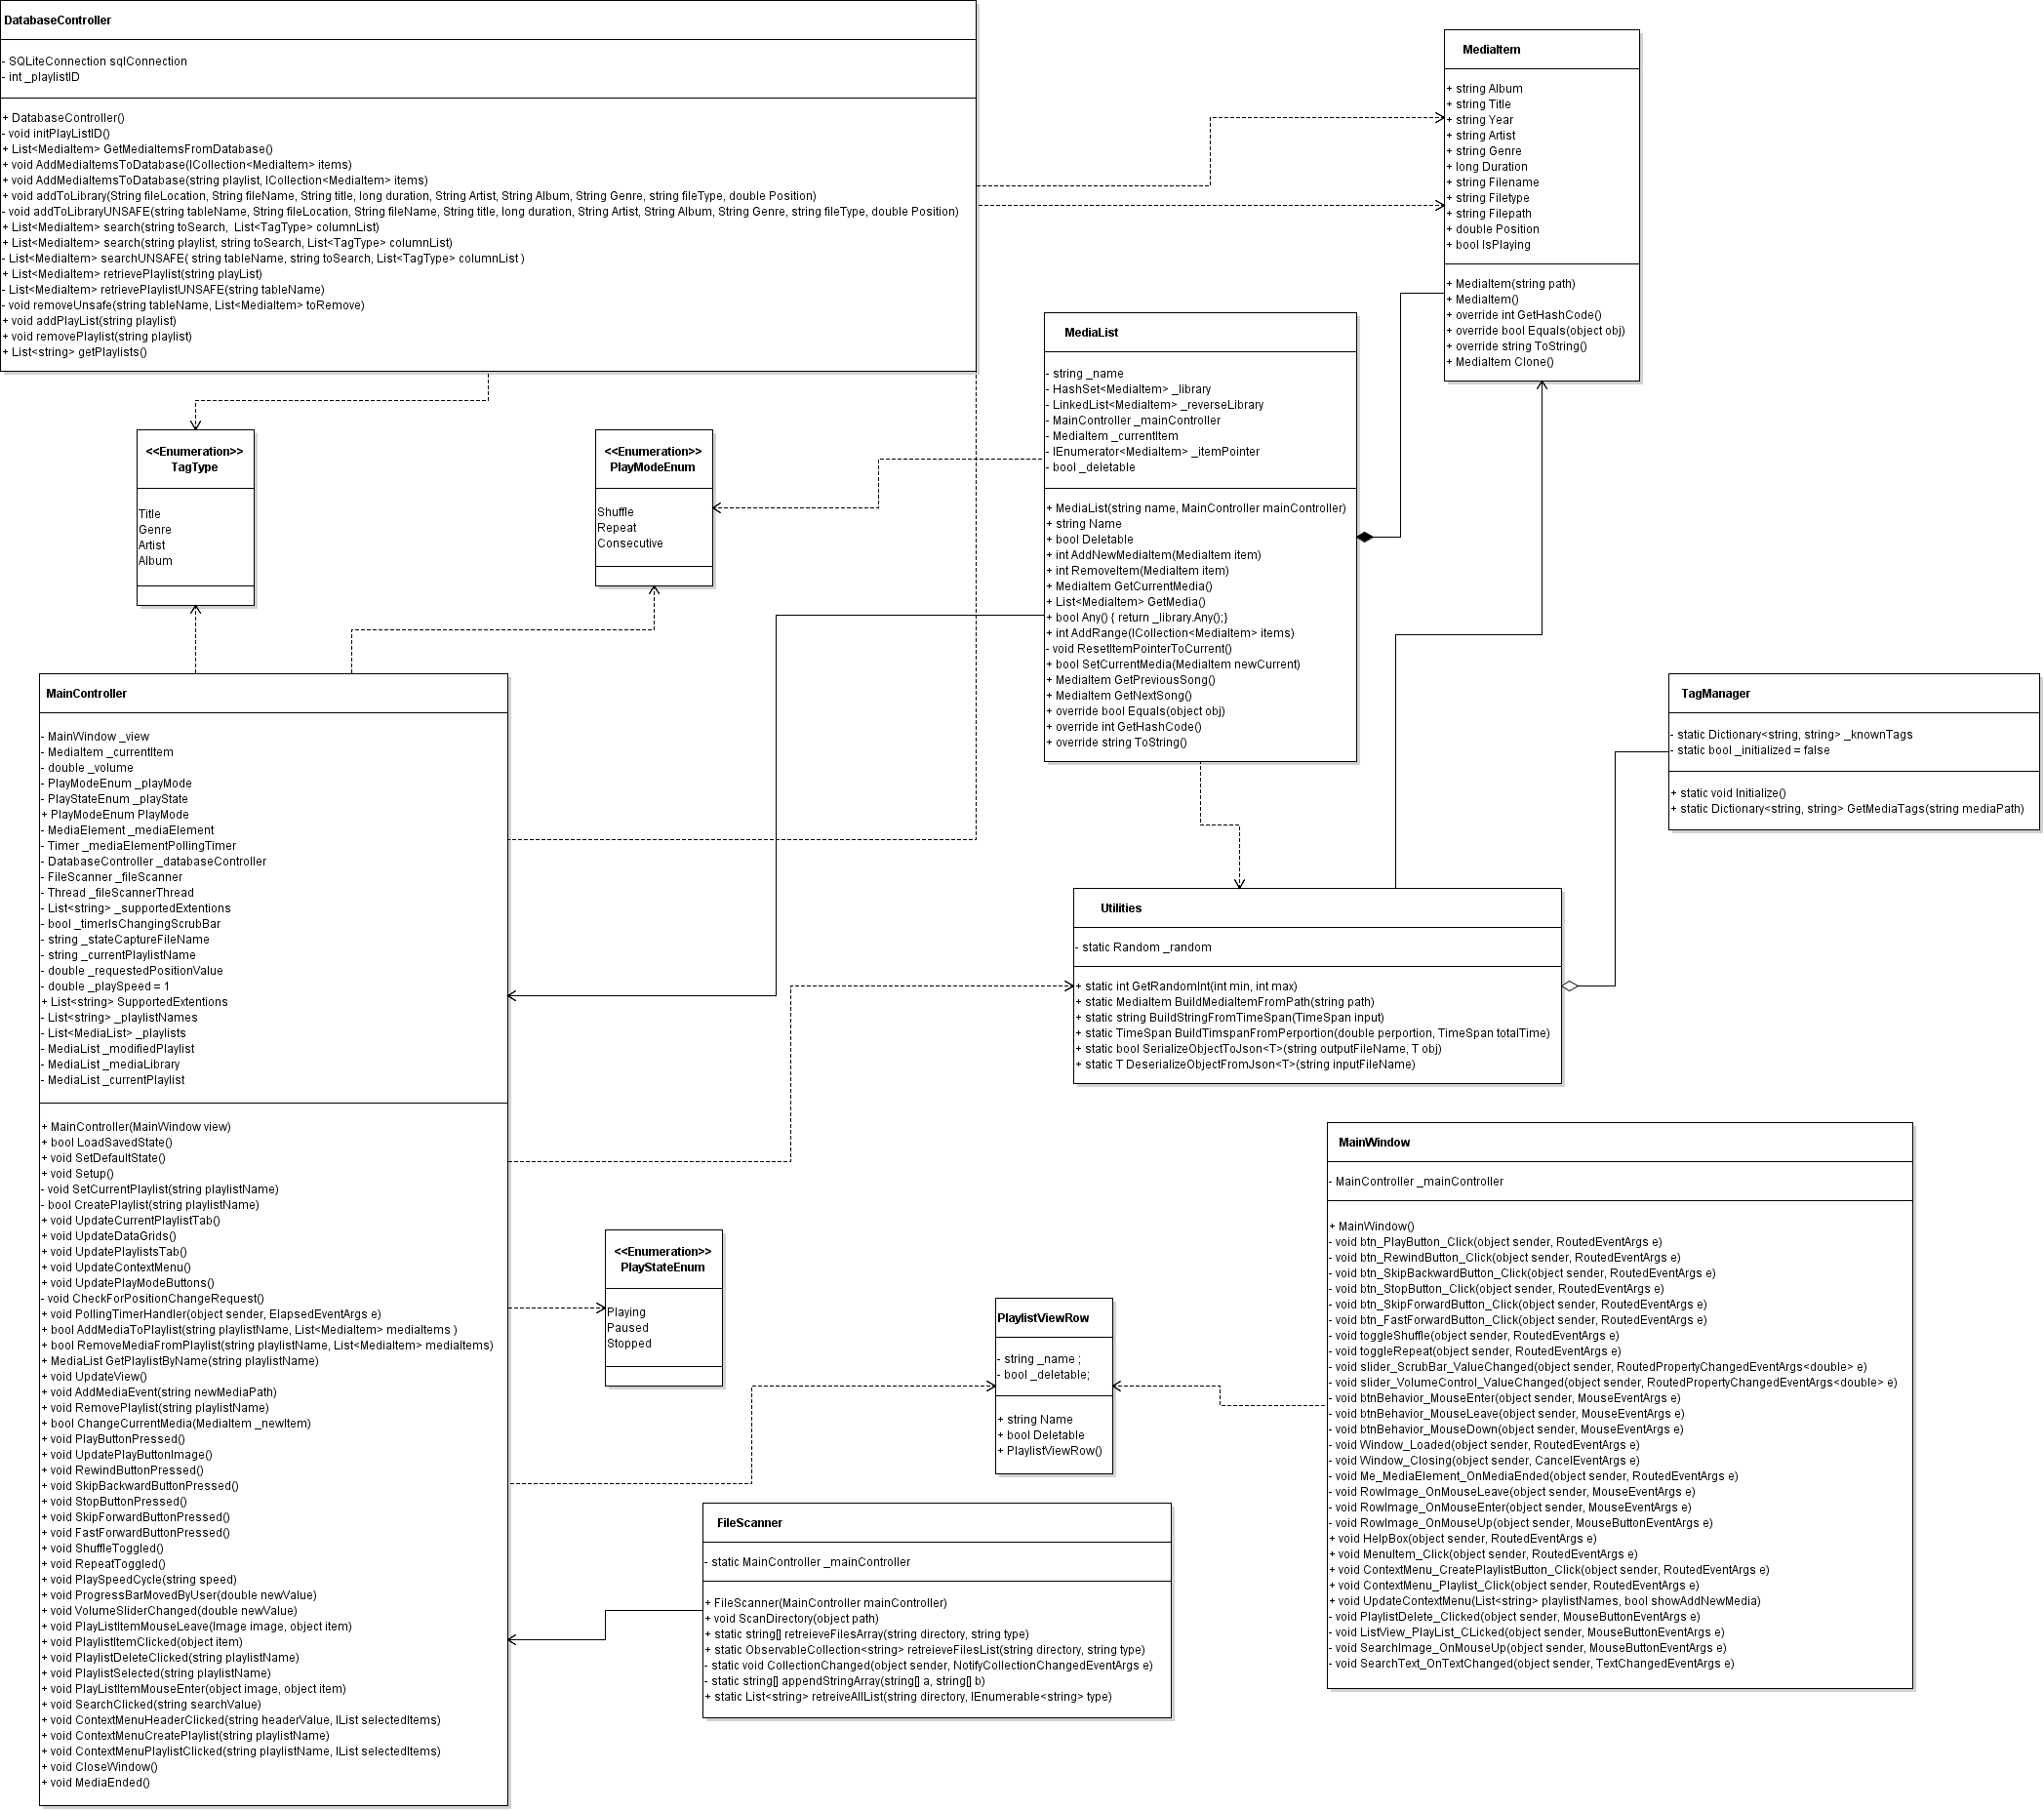 DatabaseController
- SQLiteConnection sqlConnection
- int _playlistID
+ DatabaseController()
- void initPlayListID()
+ List<MediaItem> GetMediaItemsFromDatabase()
+ void AddMediaItemsToDatabase(ICollection<MediaItem> items)
+ void AddMediaItemsToDatabase(string playlist, ICollection<MediaItem> items)
+ void addToLibrary(String fileLocation, String fileName, String title, long duration, String Artist, String Album, String Genre, string fileType, double Position)
- void addToLibraryUNSAFE(string tableName, String fileLocation, String fileName, String title, long duration, String Artist, String Album, String Genre, string fileType, double Position)
+ List<MediaItem> search(string toSearch,  List<TagType> columnList)
+ List<MediaItem> search(string playlist, string toSearch, List<TagType> columnList)
- List<MediaItem> searchUNSAFE( string tableName, string toSearch, List<TagType> columnList )
+ List<MediaItem> retrievePlaylist(string playList)
- List<MediaItem> retrievePlaylistUNSAFE(string tableName)
- void removeUnsafe(string tableName, List<MediaItem> toRemove)
+ void addPlayList(string playlist)
+ void removePlaylist(string playlist)
+ List<string> getPlaylists()
MediaItem
+ string Album
+ string Title
+ string Year
+ string Artist
+ string Genre
+ long Duration
+ string Filename
+ string Filetype
+ string Filepath
+ double Position
+ bool IsPlaying
+ MediaItem(string path)
+ MediaItem()
+ override int GetHashCode()
+ override bool Equals(object obj)
+ override string ToString()
+ MediaItem Clone()
MediaList
- string _name
- HashSet<MediaItem> _library
- LinkedList<MediaItem> _reverseLibrary
- MainController _mainController
- MediaItem _currentItem
- IEnumerator<MediaItem> _itemPointer
- bool _deletable
+ MediaList(string name, MainController mainController)
+ string Name
+ bool Deletable
+ int AddNewMediaItem(MediaItem item)
+ int RemoveItem(MediaItem item)
+ MediaItem GetCurrentMedia()
+ List<MediaItem> GetMedia()
+ bool Any() { return _library.Any();}
+ int AddRange(ICollection<MediaItem> items)
- void ResetItemPointerToCurrent()
+ bool SetCurrentMedia(MediaItem newCurrent)
+ MediaItem GetPreviousSong()
+ MediaItem GetNextSong()
+ override bool Equals(object obj)
+ override int GetHashCode()
+ override string ToString()
<<Enumeration>>
TagType
Title
Genre
Artist
Album
<<Enumeration>>
PlayModeEnum
Shuffle
Repeat
Consecutive
MainController
- MainWindow _view
- MediaItem _currentItem
- double _volume
- PlayModeEnum _playMode
- PlayStateEnum _playState
+ PlayModeEnum PlayMode
- MediaElement _mediaElement
- Timer _mediaElementPollingTimer
- DatabaseController _databaseController
- FileScanner _fileScanner
- Thread _fileScannerThread
- List<string> _supportedExtentions
- bool _timerIsChangingScrubBar
- string _stateCaptureFileName
- string _currentPlaylistName
- double _requestedPositionValue
- double _playSpeed = 1
+ List<string> SupportedExtentions
- List<string> _playlistNames
- List<MediaList> _playlists
- MediaList _modifiedPlaylist
- MediaList _mediaLibrary
- MediaList _currentPlaylist
+ MainController(MainWindow view)
+ bool LoadSavedState()
+ void SetDefaultState()
+ void Setup()
- void SetCurrentPlaylist(string playlistName)
- bool CreatePlaylist(string playlistName)
+ void UpdateCurrentPlaylistTab()
+ void UpdateDataGrids()
+ void UpdatePlaylistsTab()
+ void UpdateContextMenu()
+ void UpdatePlayModeButtons()
- void CheckForPositionChangeRequest()
+ void PollingTimerHandler(object sender, ElapsedEventArgs e)
+ bool AddMediaToPlaylist(string playlistName, List<MediaItem> mediaItems )
+ bool RemoveMediaFromPlaylist(string playlistName, List<MediaItem> mediaItems)
+ MediaList GetPlaylistByName(string playlistName)
+ void UpdateView()
+ void AddMediaEvent(string newMediaPath)
+ void RemovePlaylist(string playlistName)
+ bool ChangeCurrentMedia(MediaItem _newItem)
+ void PlayButtonPressed()
+ void UpdatePlayButtonImage()
+ void RewindButtonPressed()
+ void SkipBackwardButtonPressed()
+ void StopButtonPressed()
+ void SkipForwardButtonPressed()
+ void FastForwardButtonPressed()
+ void ShuffleToggled()
+ void RepeatToggled()
+ void PlaySpeedCycle(string speed)
+ void ProgressBarMovedByUser(double newValue)
+ void VolumeSliderChanged(double newValue)
+ void PlayListItemMouseLeave(Image image, object item)
+ void PlaylistItemClicked(object item)
+ void PlaylistDeleteClicked(string playlistName)
+ void PlaylistSelected(string playlistName)
+ void PlayListItemMouseEnter(object image, object item)
+ void SearchClicked(string searchValue)
+ void ContextMenuHeaderClicked(string headerValue, IList selectedItems)
+ void ContextMenuCreatePlaylist(string playlistName)
+ void ContextMenuPlaylistClicked(string playlistName, IList selectedItems)
+ void CloseWindow()
+ void MediaEnded()
TagManager
- static Dictionary<string, string> _knownTags
- static bool _initialized = false
+ static void Initialize()
+ static Dictionary<string, string> GetMediaTags(string mediaPath)
Utilities
- static Random _random
+ static int GetRandomInt(int min, int max)
+ static MediaItem BuildMediaItemFromPath(string path)
+ static string BuildStringFromTimeSpan(TimeSpan input)
+ static TimeSpan BuildTimspanFromPerportion(double perportion, TimeSpan totalTime)
+ static bool SerializeObjectToJson<T>(string outputFileName, T obj)
+ static T DeserializeObjectFromJson<T>(string inputFileName)
<<Enumeration>>
PlayStateEnum
Playing
Paused
Stopped
PlaylistViewRow
- string _name ;
- bool _deletable;
+ string Name
+ bool Deletable
+ PlaylistViewRow()
MainWindow
- MainController _mainController
+ MainWindow()
- void btn_PlayButton_Click(object sender, RoutedEventArgs e)
- void btn_RewindButton_Click(object sender, RoutedEventArgs e)
- void btn_SkipBackwardButton_Click(object sender, RoutedEventArgs e)
- void btn_StopButton_Click(object sender, RoutedEventArgs e)
- void btn_SkipForwardButton_Click(object sender, RoutedEventArgs e)
- void btn_FastForwardButton_Click(object sender, RoutedEventArgs e)
- void toggleShuffle(object sender, RoutedEventArgs e)
- void toggleRepeat(object sender, RoutedEventArgs e)
- void slider_ScrubBar_ValueChanged(object sender, RoutedPropertyChangedEventArgs<double> e)
- void slider_VolumeControl_ValueChanged(object sender, RoutedPropertyChangedEventArgs<double> e)
- void btnBehavior_MouseEnter(object sender, MouseEventArgs e)
- void btnBehavior_MouseLeave(object sender, MouseEventArgs e)
- void btnBehavior_MouseDown(object sender, MouseEventArgs e)
- void Window_Loaded(object sender, RoutedEventArgs e)
- void Window_Closing(object sender, CancelEventArgs e)
- void Me_MediaElement_OnMediaEnded(object sender, RoutedEventArgs e)
- void RowImage_OnMouseLeave(object sender, MouseEventArgs e)
- void RowImage_OnMouseEnter(object sender, MouseEventArgs e)
- void RowImage_OnMouseUp(object sender, MouseButtonEventArgs e)
+ void HelpBox(object sender, RoutedEventArgs e)
+ void MenuItem_Click(object sender, RoutedEventArgs e)
+ void ContextMenu_CreatePlaylistButton_Click(object sender, RoutedEventArgs e)
+ void ContextMenu_Playlist_Click(object sender, RoutedEventArgs e)
+ void UpdateContextMenu(List<string> playlistNames, bool showAddNewMedia)
- void PlaylistDelete_Clicked(object sender, MouseButtonEventArgs e)
- void ListView_PlayList_CLicked(object sender, MouseButtonEventArgs e)
- void SearchImage_OnMouseUp(object sender, MouseButtonEventArgs e)
- void SearchText_OnTextChanged(object sender, TextChangedEventArgs e)
FileScanner
- static MainController _mainController
+ FileScanner(MainController mainController)
+ void ScanDirectory(object path)
+ static string[] retreieveFilesArray(string directory, string type)
+ static ObservableCollection<string> retreieveFilesList(string directory, string type)
- static void CollectionChanged(object sender, NotifyCollectionChangedEventArgs e)
- static string[] appendStringArray(string[] a, string[] b)
+ static List<string> retreiveAllList(string directory, IEnumerable<string> type)